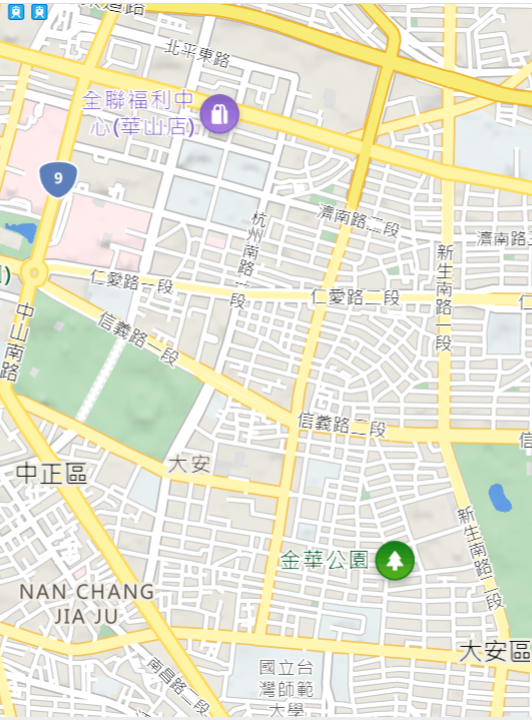 北平東路
全聯福利中
心(華山店)
9
濟南路二段
杭州南路一段
濟南路
新生南路一段
仁愛路一段
仁愛路二段
仁
中山南路
信義路一段
信義路二段
信
大安
中正區
新生南路二段
金華公園
NAN CHANG
JIA JU
大安區
南昌路二段
國立台
灣師範
大學